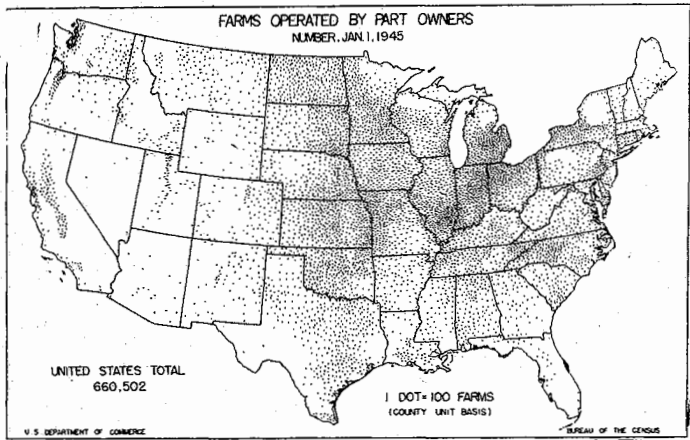 FARMS OPERATED BY PART OWNERS
NUMBER, JAN. 1, 1945
UNITED STATES TOTAL
660,502
1 DOT=100 FARMS
(COUNTY UNIT BASIS)
U. S. DEPARTMENT OF COMMERCE
BUREAU OF THE CENSUS